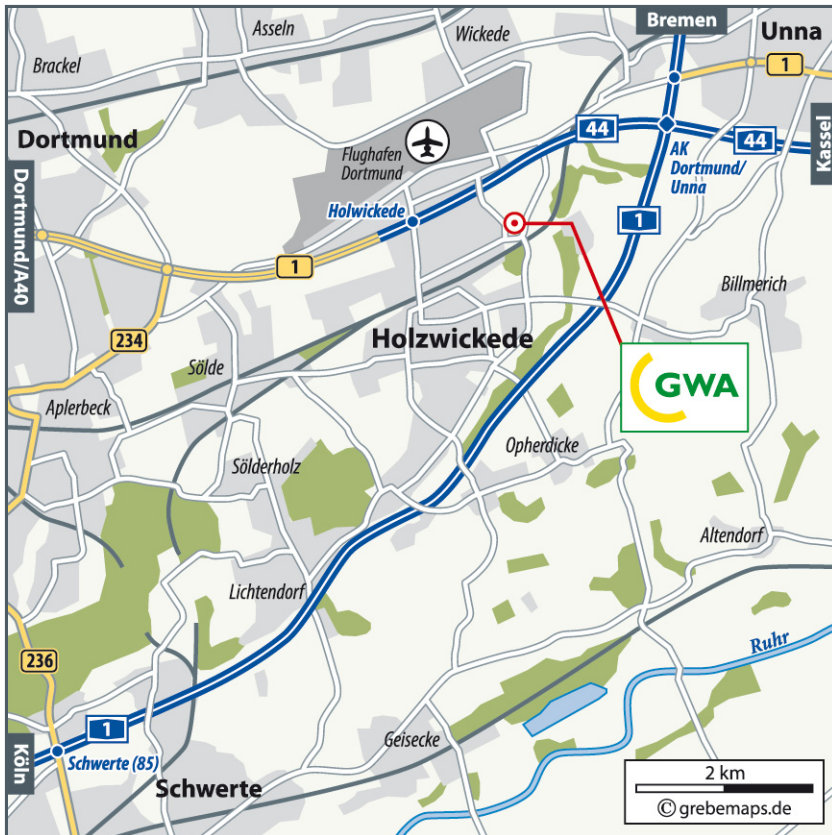 Bremen
Unna
Asseln
Wickede
Brackel
1
Dortmund
44
Flughafen
Dortmund
44
Kassel
AK
Dortmund/
Unna
Dortmund/A40
Holwickede
1
1
Billmerich
234
Holzwickede
Sölde
GWA
Aplerbeck
Opherdicke
Sölderholz
Altendorf
Lichtendorf
Ruhr
236
1
Geisecke
Köln
Schwerte (85)
Schwerte
2 km
© grebemaps.de